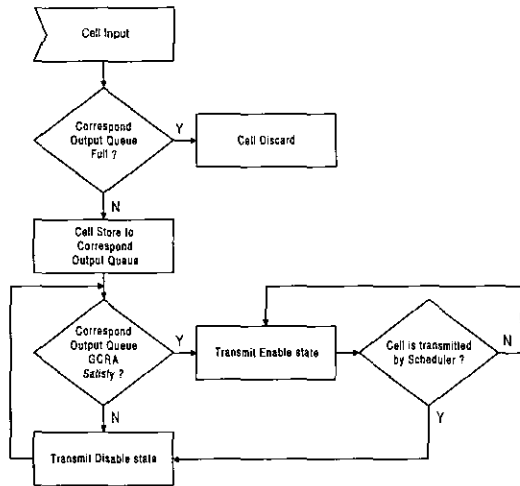 Cell Input
Correspond
Output Queue
Full ?
Y
Cell Discard
N
Cell Store to
Correspond
Output Queue
Correspond
Output Queue
GCRA
Satisfy ?
Y
Transmit Enable state
Cell is transmitted
by Scheduler ?
N
N
Y
Transmit Disable state